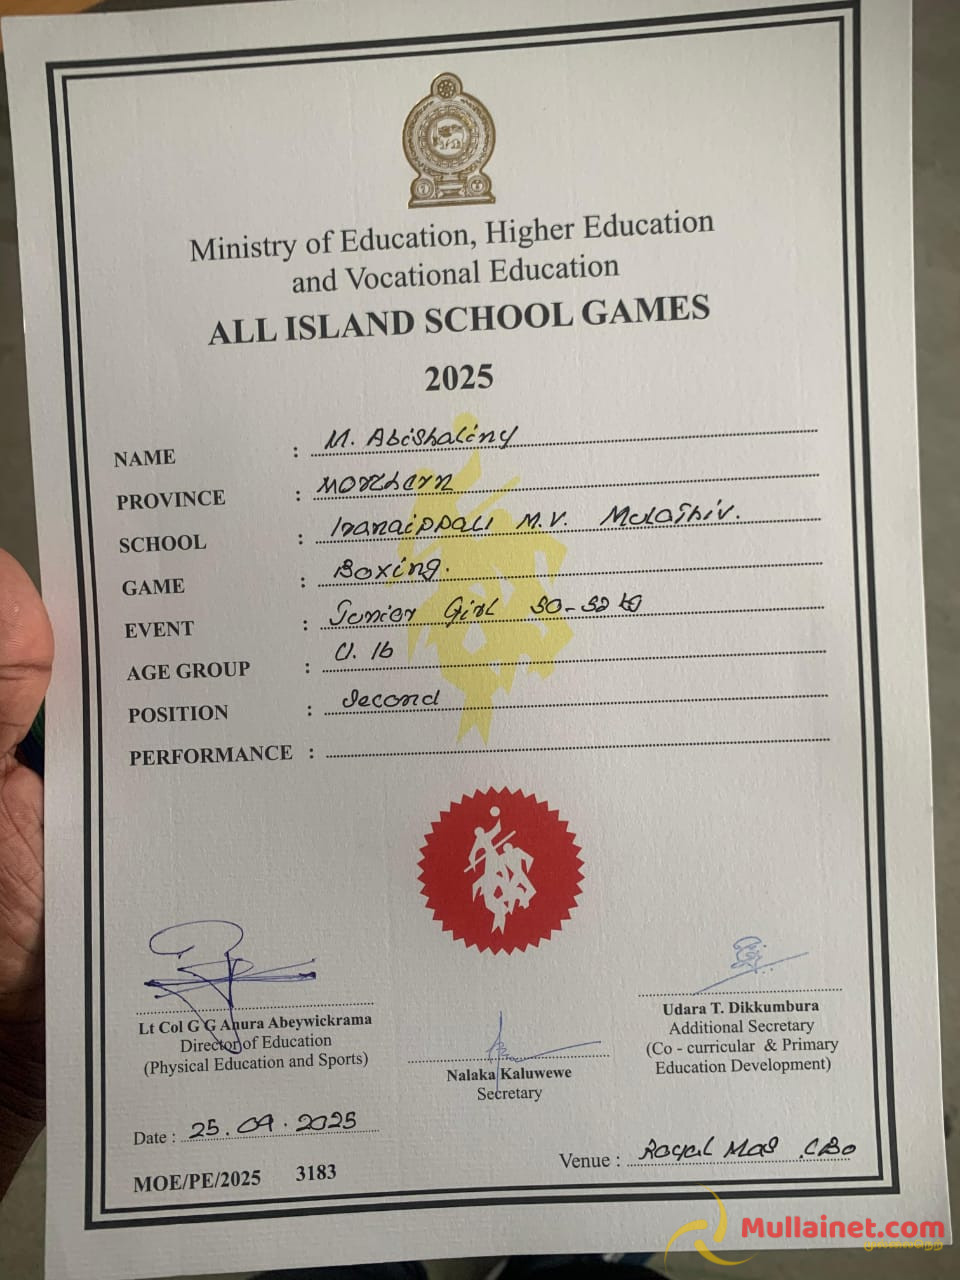 Ministry of Education, Higher Education
and Vocational Education
ALL ISLAND SCHOOL GAMES
2025
NAME : M. Abishaliny
PROVINCE : Northern
SCHOOL : Iranaippali M.V. Mulathiv.
GAME : Boxing.
EVENT : Junior Girl 50-52 kg
AGE GROUP : U. 16
POSITION : Second
PERFORMANCE :
Lt Col G G Anura Abeywickrama
Director of Education
(Physical Education and Sports)
Nalaka Kaluwewe
Secretary
Udara T. Dikkumbura
Additional Secretary
(Co - curricular & Primary
Education Development)
Date : 25.09.2025
Venue : Royal Mas .CBo
MOE/PE/2025 3183
Mullainet.com
முல்லைநெற்